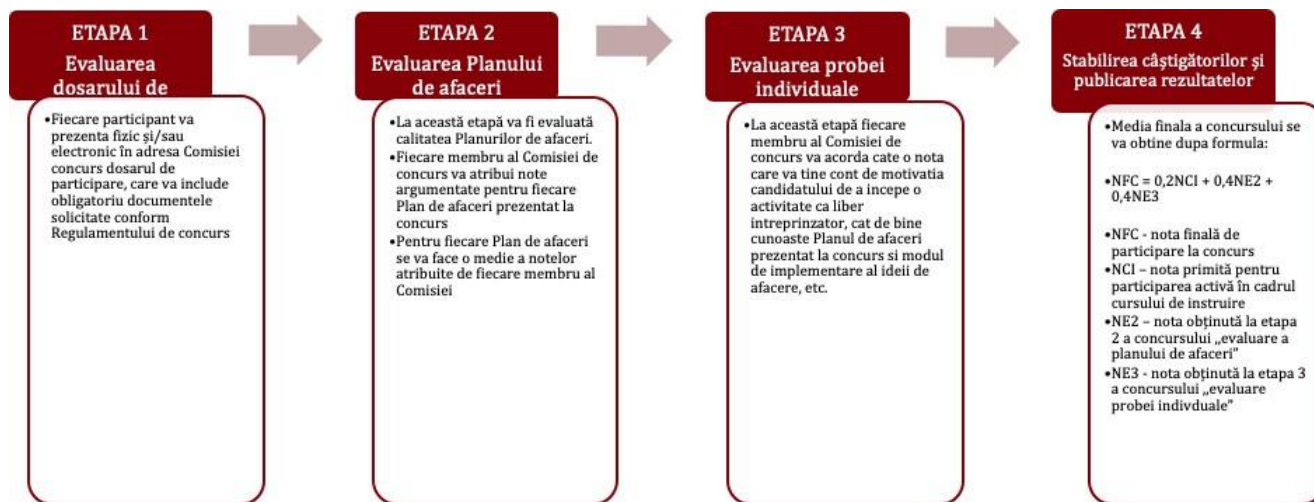 ETAPA 1
Evaluarea
dosarului de
•Fiecare participant va
prezenta fizic și/sau
electronic în adresa Comisiei
concurs dosarul de
participare, care va include
obligatoriu documentele
solicitate conform
Regulamentului de concurs
ETAPA 2
Evaluarea Planului
de afaceri
•La această etapă va fi evaluată
calitatea Planurilor de afaceri.
•Fiecare membru al Comisiei de
concurs va atribui note
argumentate pentru fiecare
Plan de afaceri prezentat la
concurs
•Pentru fiecare Plan de afaceri
se va face o medie a notelor
atribuite de fiecare membru al
Comisiei
ETAPA 3
Evaluarea probei
individuale
•La această etapă fiecare
membru al Comisiei de
concurs va acorda cate o nota
care va tine cont de motivatia
candidatului de a incepe o
activitate ca liber
intreprinzator, cat de bine
cunoaste Planul de afaceri
prezentat la concurs si modul
de implementare al ideii de
afacere, etc.
ETAPA 4
Stabilirea câștigătorilor și
publicarea rezultatelor
•Media finala a concursului se
va obtine dupa formula:
•NFC = 0,2NCI + 0,4NE2 +
0,4NE3
•NFC - nota finală de
participare la concurs
•NCI – nota primită pentru
participarea activă în cadrul
cursului de instruire
•NE2 – nota obținută la etapa
2 a concursului „evaluare a
planului de afaceri”
•NE3 - nota obținută la etapa 3
a concursului „evaluare
probei indivduale”